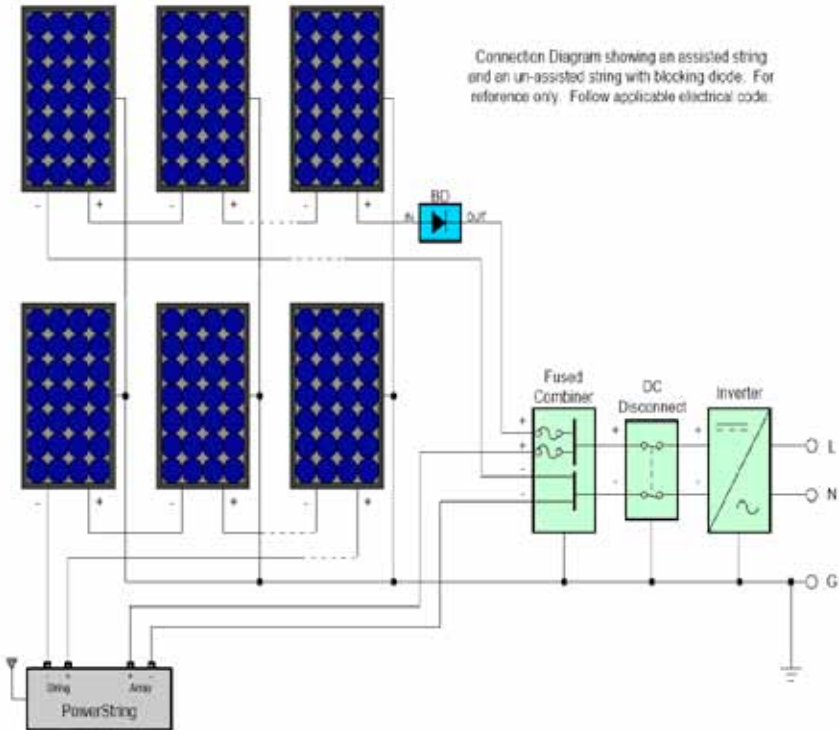 Connection Diagram showing an assisted string
and an un-assisted string with blocking diode. For
reference only. Follow applicable electrical code.
BD
- + - + - +
IN OUT
Fused
Combiner
DC
Disconnect
Inverter
+ + +
+
L
-
- - -
N
- + - + - +
G
- + + -
String Array
PowerString